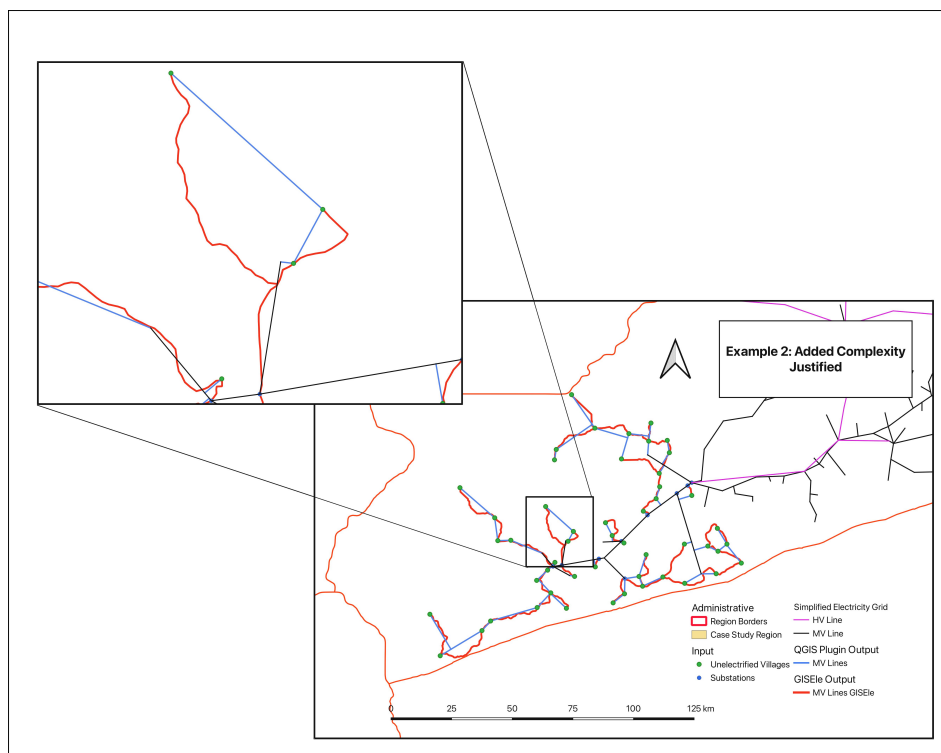 Example 2: Added Complexity
Justified
Administrative
Region Borders
Case Study Region
Input
Unelectrified Villages
Substations
Simplified Electricity Grid
HV Line
MV Line
QGIS Plugin Output
MV Lines
GISEle Output
MV Lines GISEle
0 25 50 75 100 125 km